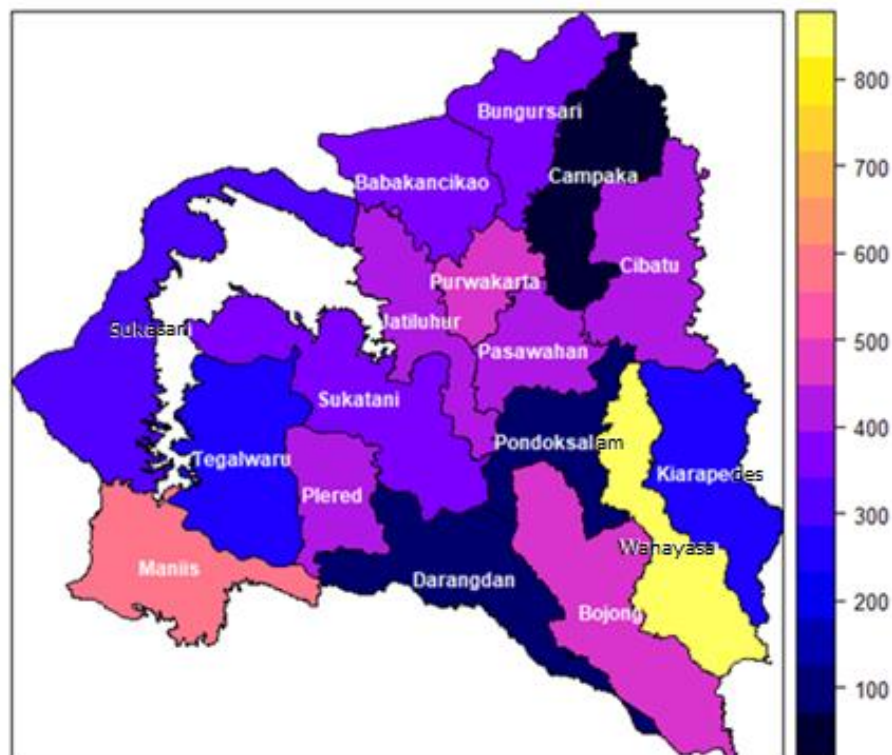 Bungursari
Campaka
Babakancikao
Cibatu
Purwakarta
Jatiluhur
Sukasari
Pasawahan
Sukatani
Pondoksalam
Tegalwaru
Kiarapedes
Plered
Wanayasa
Maniis
Darangdan
Bojong
800
700
600
500
400
300
200
100